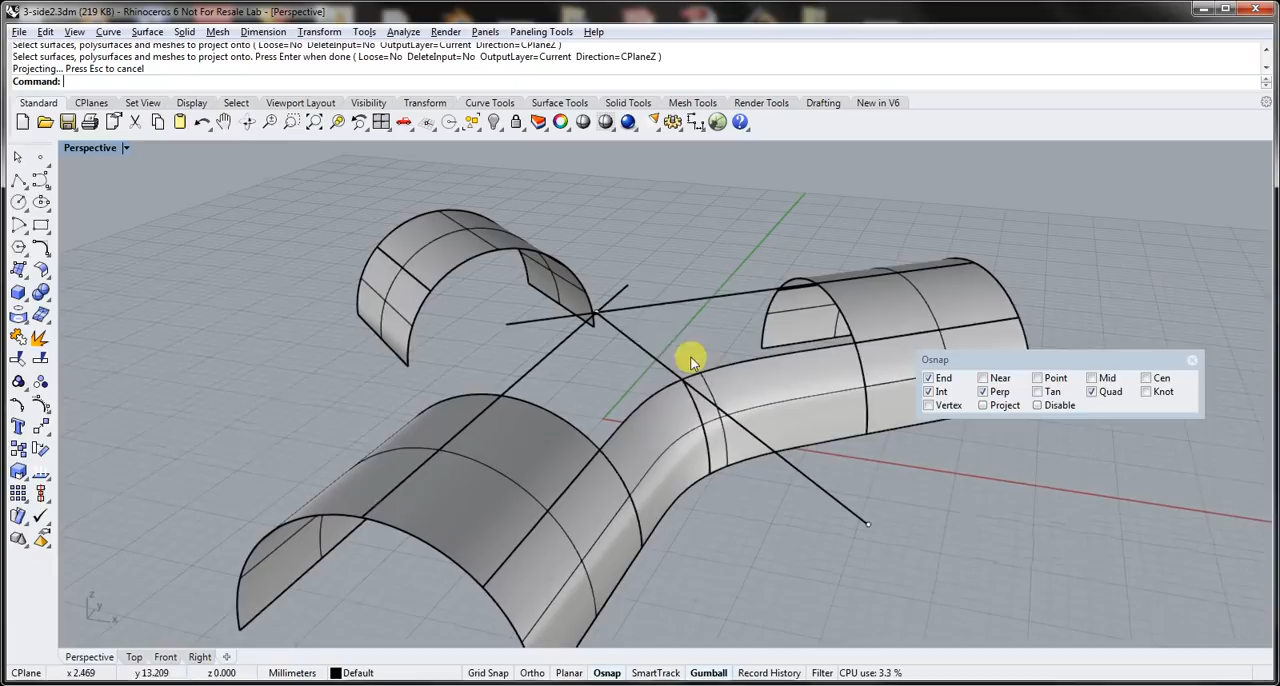 3-side2.3dm (219 KB) - Rhinoceros 6 Not For Resale Lab - [Perspective]
File Edit View Curve Surface Solid Mesh Dimension Transform Tools Analyze Render Panels Paneling Tools Help
Select surfaces, polysurfaces and meshes to project onto ( Loose=No DeleteInput=No OutputLayer=Current Direction=CPlaneZ )
Select surfaces, polysurfaces and meshes to project onto. Press Enter when done ( Loose=No DeleteInput=No OutputLayer=Current Direction=CPlaneZ )
Projecting... Press Esc to cancel
Command:
Standard CPlanes Set View Display Select Viewport Layout Visibility Transform Curve Tools Surface Tools Solid Tools Mesh Tools Render Tools Drafting New in V6
Perspective
Osnap
End Near Point Mid Cen
Int Perp Tan Quad Knot
Vertex Project Disable
z
y
x
Perspective Top Front Right
CPlane x 2.469 y 13.209 z 0.000 Millimeters Default Grid Snap Ortho Planar Osnap SmartTrack Gumball Record History Filter CPU use: 3.3 %